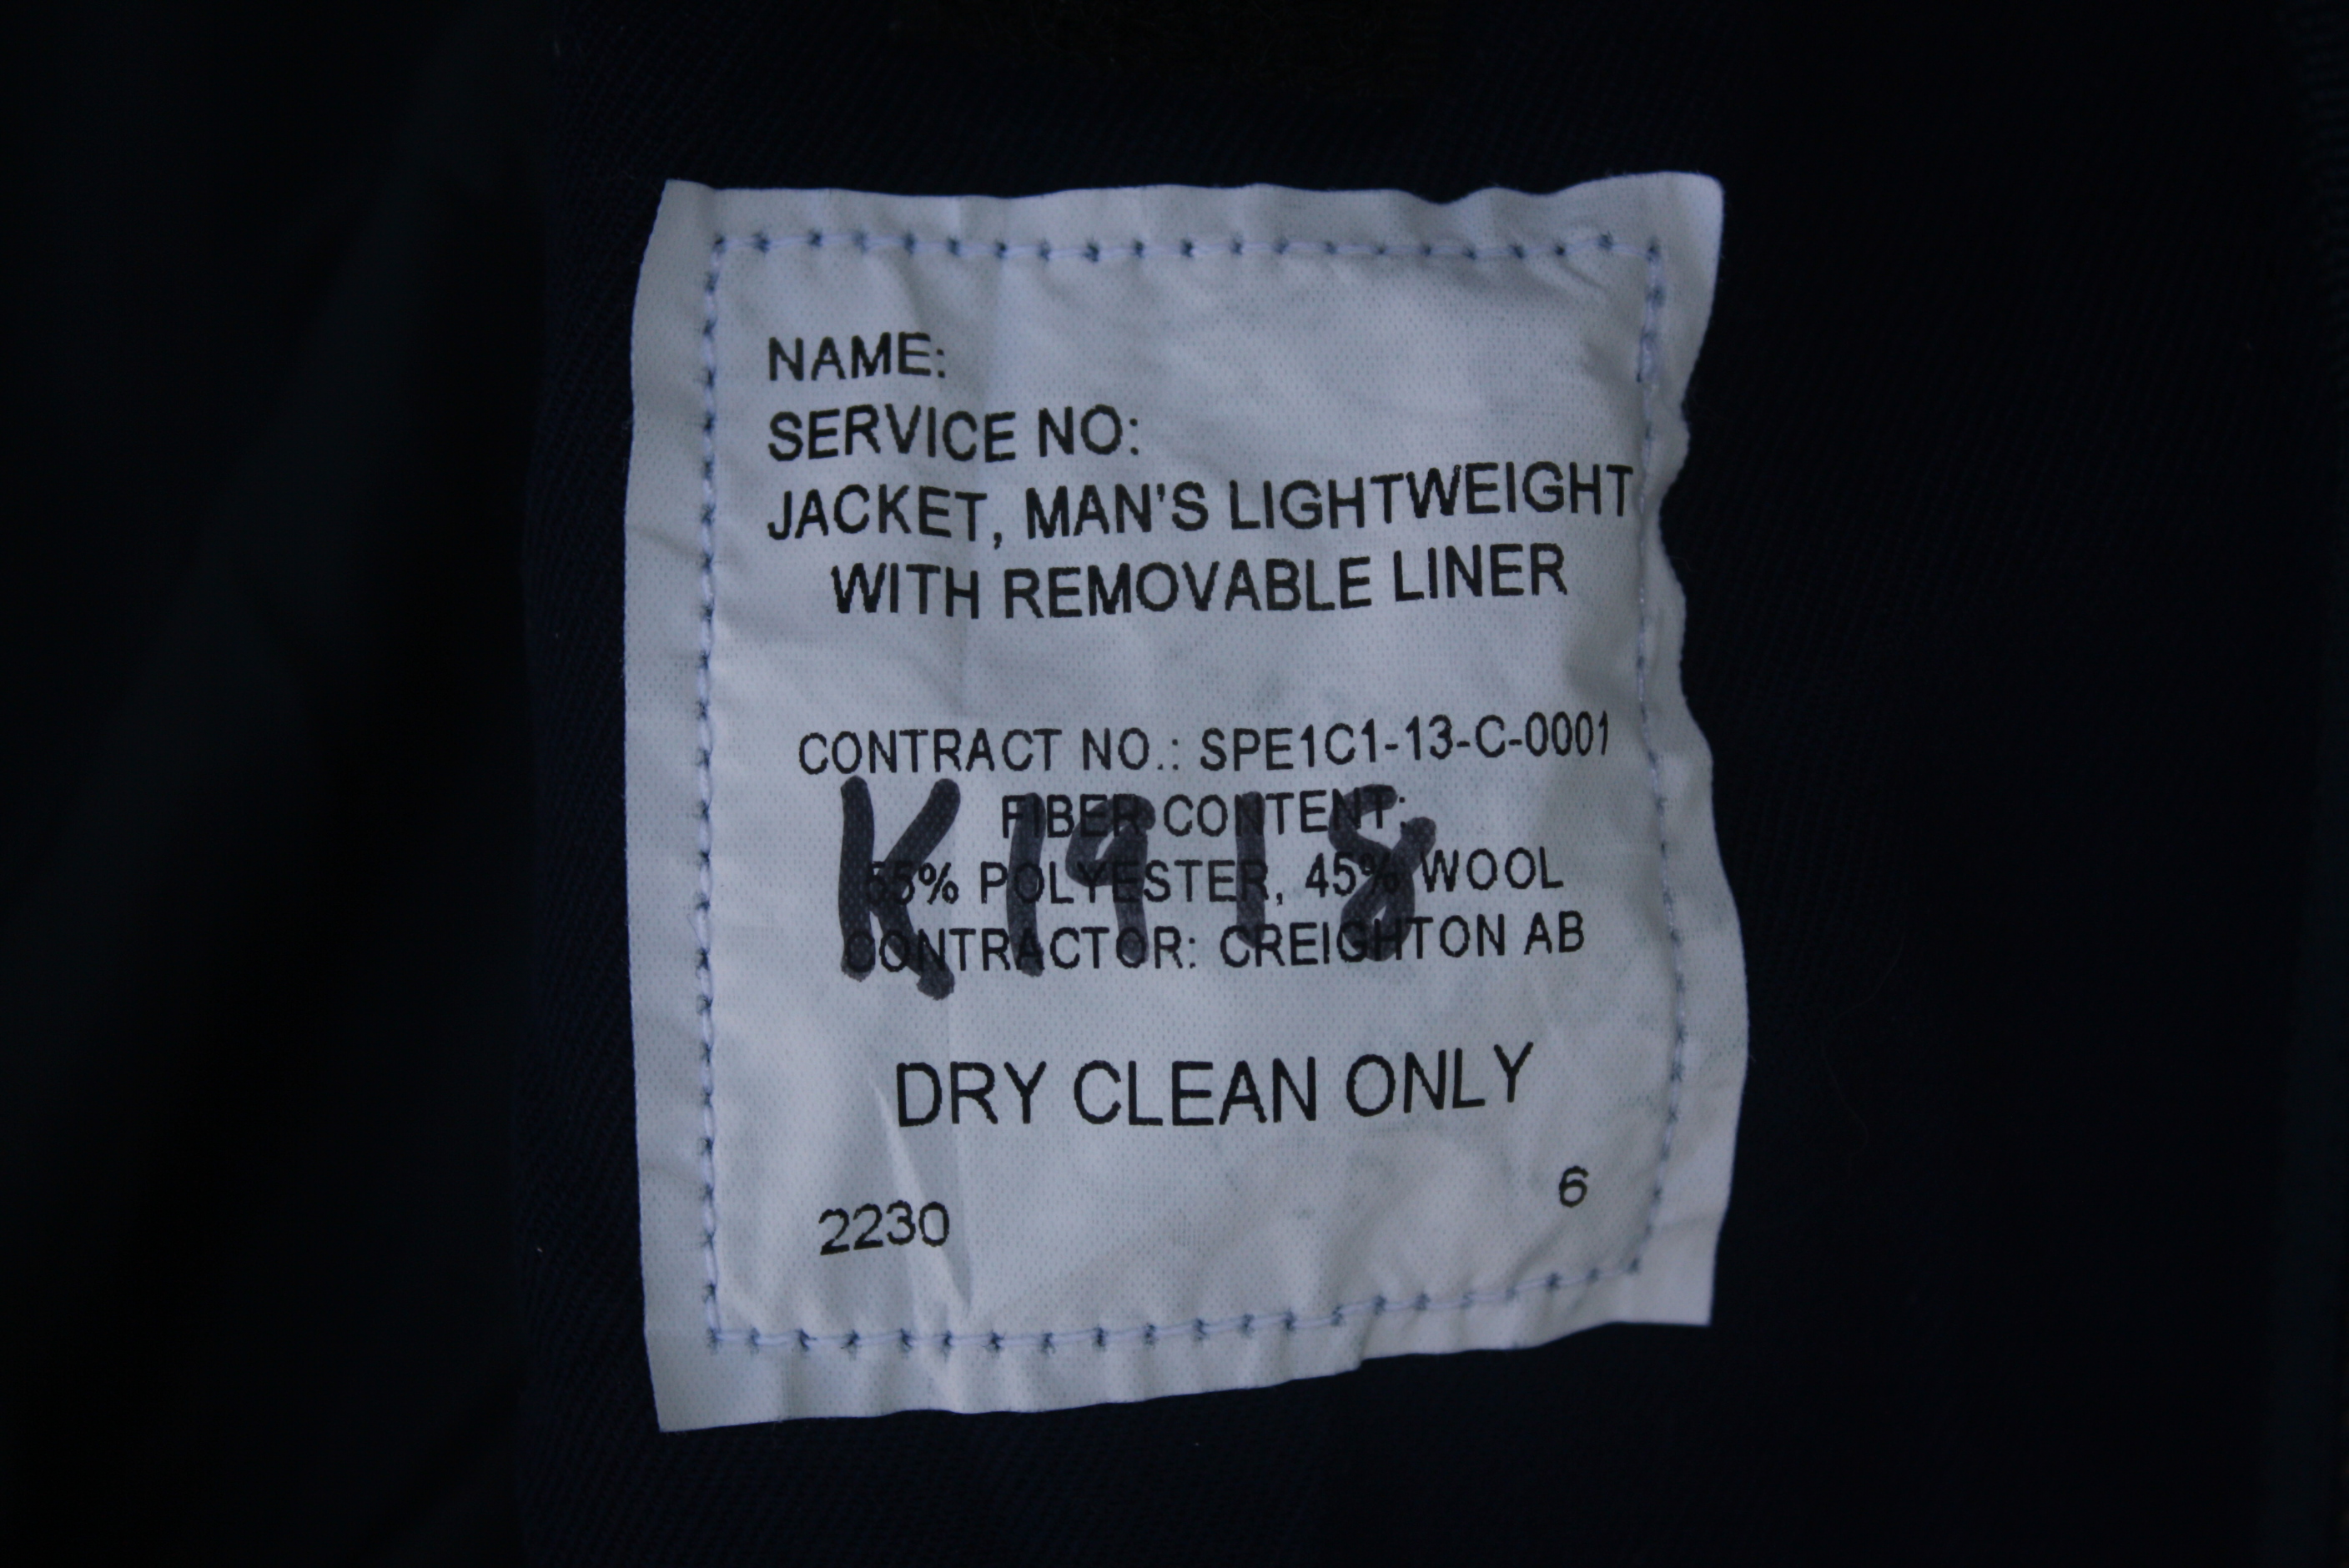 NAME:
SERVICE NO:
JACKET, MAN'S LIGHTWEIGHT
WITH REMOVABLE LINER
CONTRACT NO.: SPE1C1-13-C-0001
K1918
FIBER CONTENT:
55% POLYESTER, 45% WOOL
CONTRACTOR: CREIGHTON AB
DRY CLEAN ONLY
2230 6